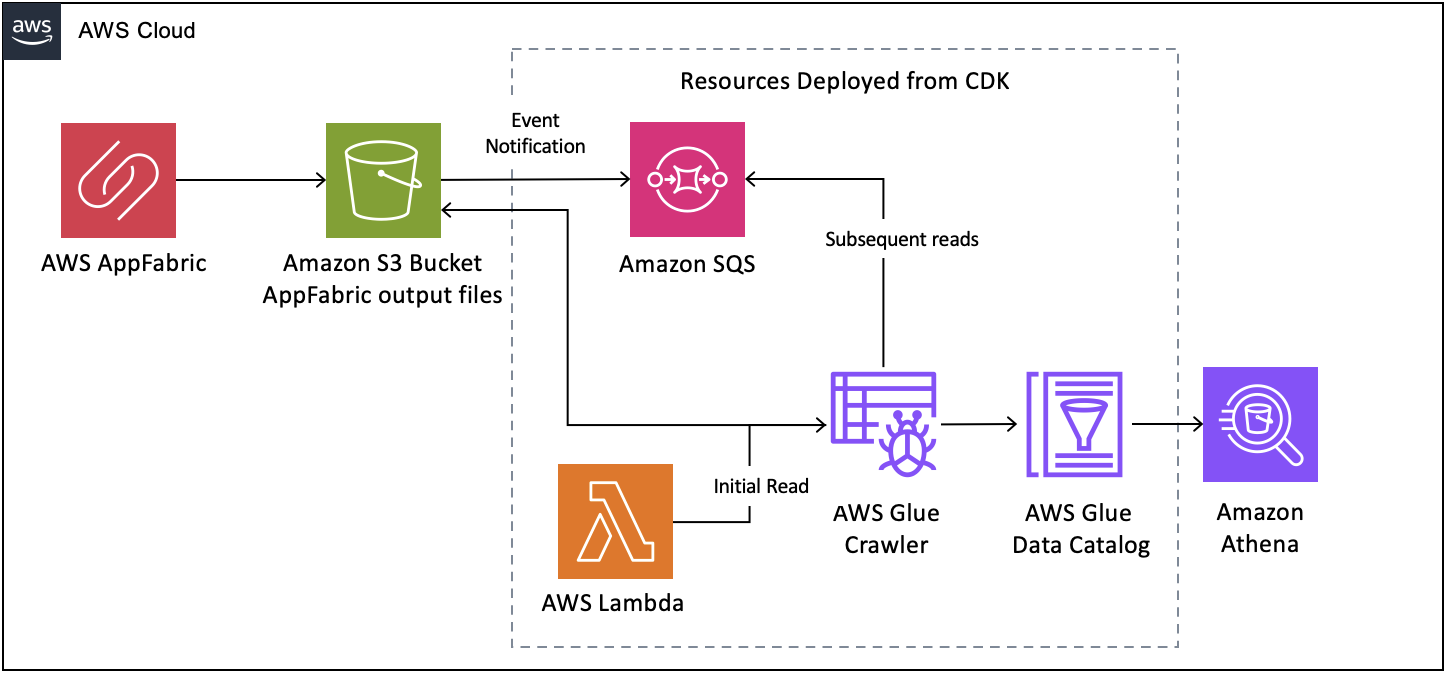 aws
AWS Cloud
Resources Deployed from CDK
Event
Notification
AWS AppFabric
Amazon S3 Bucket
AppFabric output files
Amazon SQS
Subsequent reads
Initial Read
AWS Lambda
AWS Glue
Crawler
AWS Glue
Data Catalog
Amazon
Athena